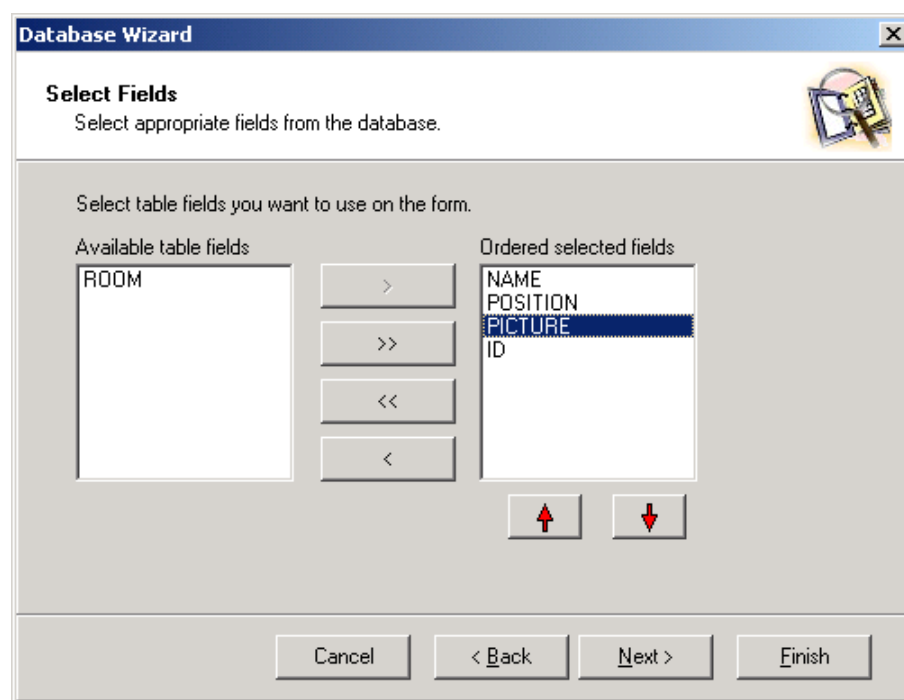 Database Wizard
Select Fields
Select appropriate fields from the database.
Select table fields you want to use on the form.
Available table fields
ROOM
>
>>
<<
<
Ordered selected fields
NAME
POSITION
PICTURE
ID
Cancel
< Back
Next >
Finish